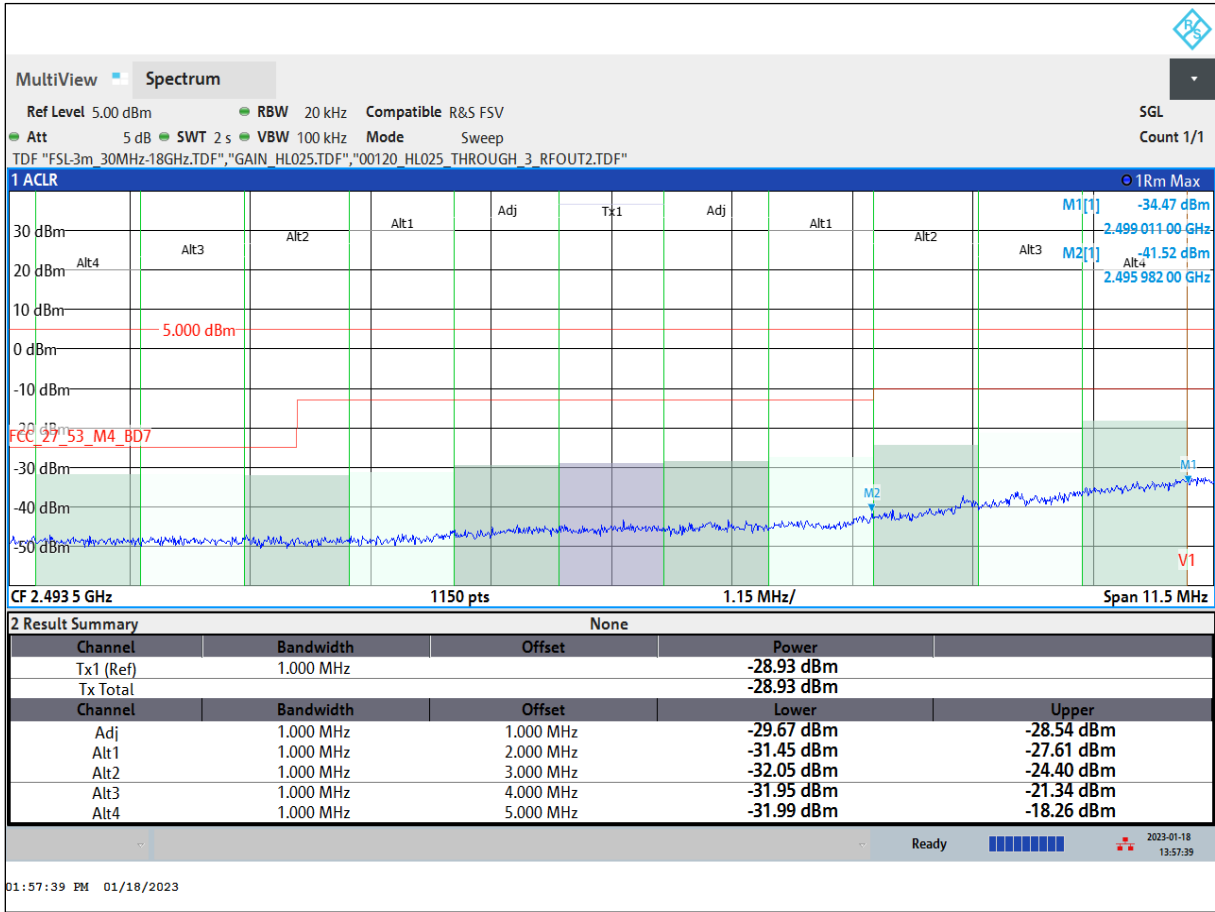 R/S
MultiView Spectrum
Ref Level 5.00 dBm RBW 20 kHz Compatible R&S FSV SGL
Att 5 dB SWT 2 s VBW 100 kHz Mode Sweep Count 1/1
TDF "FSL-3m_30MHz-18GHz.TDF","GAIN_HL025.TDF","00120_HL025_THROUGH_3_RFOUT2.TDF"
1 ACLR 1Rm Max
M1[1] -34.47 dBm
2.499 011 00 GHz
M2[1] -41.52 dBm
2.495 982 00 GHz
Alt4 Alt3 Alt2 Alt1 Adj Tx1 Adj Alt1 Alt2 Alt3 Alt4
30 dBm
20 dBm
10 dBm
5.000 dBm
0 dBm
-10 dBm
-20 dBm
FCC_27_53_M4_BD7
-30 dBm
M1
M2
-40 dBm
-50 dBm
V1
CF 2.493 5 GHz 1150 pts 1.15 MHz/ Span 11.5 MHz
2 Result Summary None
Channel Bandwidth Offset Power
Tx1 (Ref) 1.000 MHz -28.93 dBm
Tx Total -28.93 dBm
Channel Bandwidth Offset Lower Upper
Adj 1.000 MHz 1.000 MHz -29.67 dBm -28.54 dBm
Alt1 1.000 MHz 2.000 MHz -31.45 dBm -27.61 dBm
Alt2 1.000 MHz 3.000 MHz -32.05 dBm -24.40 dBm
Alt3 1.000 MHz 4.000 MHz -31.95 dBm -21.34 dBm
Alt4 1.000 MHz 5.000 MHz -31.99 dBm -18.26 dBm
Ready 2023-01-18
13:57:39
01:57:39 PM 01/18/2023